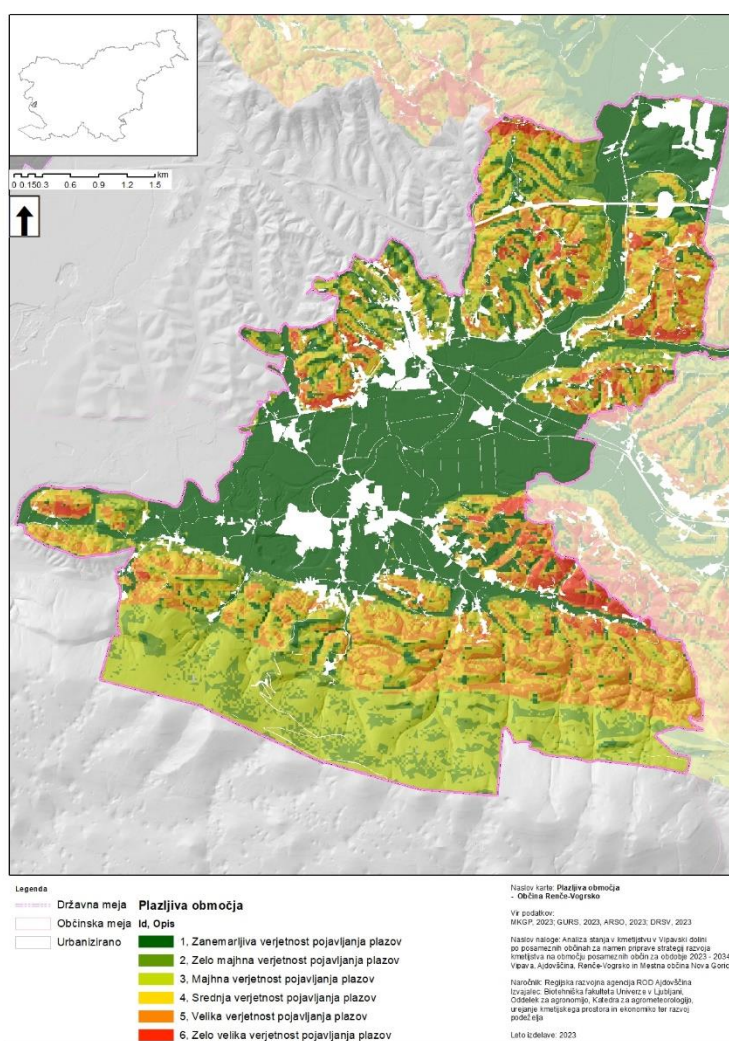 km
0 0.150.3 0.6 0.9 1.2 1.5
Legenda
Državna meja
Občinska meja
Urbanizirano
Plazljiva območja
Id, Opis
1, Zanemarljiva verjetnost pojavljanja plazov
2, Zelo majhna verjetnost pojavljanja plazov
3, Majhna verjetnost pojavljanja plazov
4, Srednja verjetnost pojavljanja plazov
5, Velika verjetnost pojavljanja plazov
6, Zelo velika verjetnost pojavljanja plazov
Naslov karte: Plazljiva območja
- Občina Renče-Vogrsko
Vir podatkov:
MKGP, 2023; GURS, 2023, ARSO, 2023; DRSV, 2023
Naslov naloge: Analiza stanja v kmetijstvu v Vipavski dolini
po posameznih občinah za namen priprave strategij razvoja
kmetijstva na območju posameznih občin za obdobje 2023 - 2034
Vipava, Ajdovščina, Renče-Vogrsko in Mestna občina Nova Goric
Naročnik: Regijska razvojna agencija ROD Ajdovščina
Izvajalec: Biotehniška fakulteta Univerze v Ljubljani,
Oddelek za agronomijo, Katedra za agrometeorologijo,
urejanje kmetijskega prostora in ekonomiko ter razvoj
podeželja
Leto izdelave: 2023